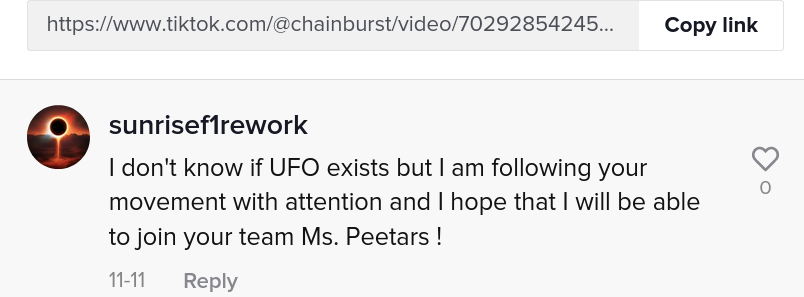 https://www.tiktok.com/@chainburst/video/70292854245...
Copy link
sunrisef1rework
I don't know if UFO exists but I am following your
movement with attention and I hope that I will be able
to join your team Ms. Peetars !
0
11-11
Reply